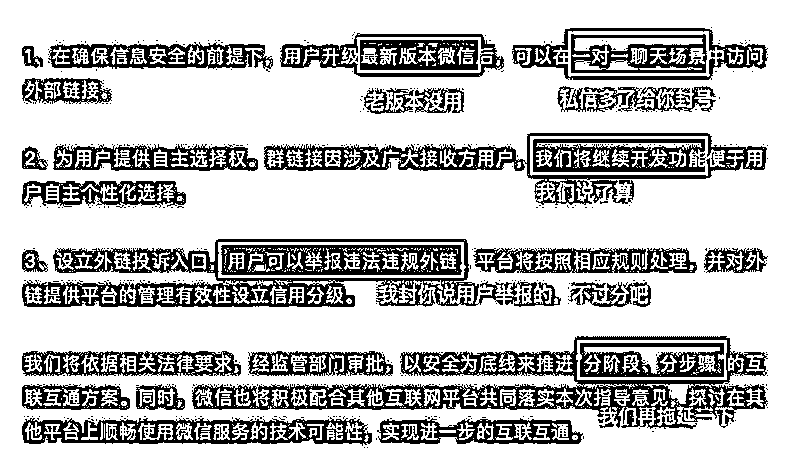 1、在确保信息安全的前提下，用户升级最新版本微信后，可以在一对一聊天场景中访问
外部链接。
老版本没用
私信多了给你封号
2、为用户提供自主选择权。群链接因涉及广大接收方用户，我们将继续开发功能便于用
户自主个性化选择。
我们说了算
3、设立外链投诉入口，用户可以举报违法违规外链，平台将按照相应规则处理，并对外
链提供平台的管理有效性设立信用分级。
我封你说用户举报的，不过分吧
我们将依据相关法律要求，经监管部门审批，以安全为底线来推进分阶段、分步骤的互
联互通方案。同时，微信也将积极配合其他互联网平台共同落实本次指导意见，探讨在其
我们再拖延一下
他平台上顺畅使用微信服务的技术可能性，实现进一步的互联互通。